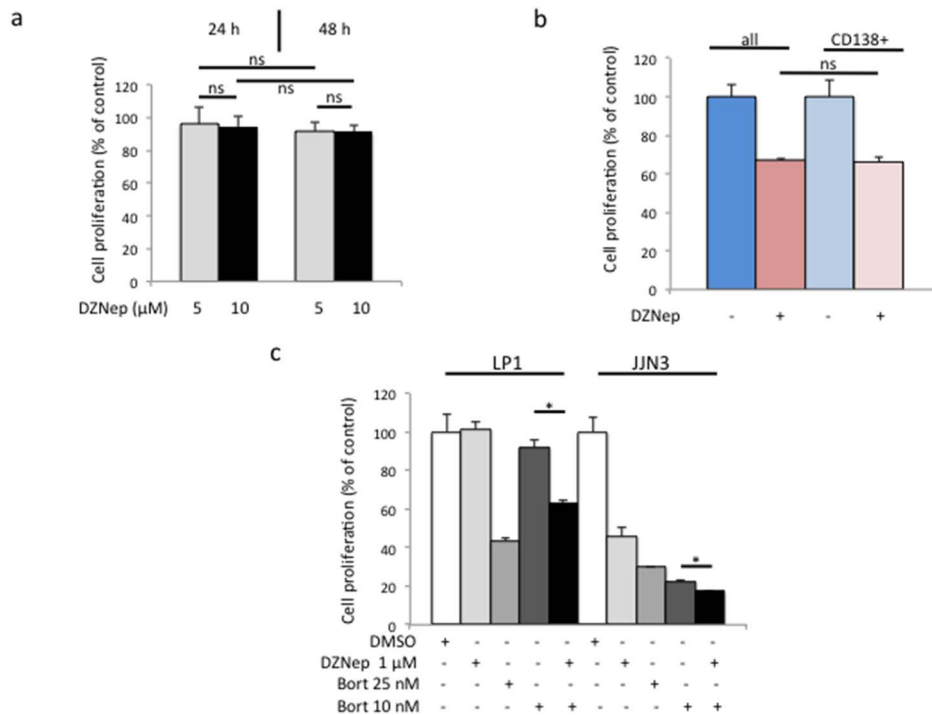 a
24 h 48 h
ns
ns ns ns
120
100
80
60
40
20
0
Cell proliferation (% of control)
DZNep (µM) 5 10 5 10
b
all CD138+
ns
120
100
80
60
40
20
0
Cell proliferation (% of control)
DZNep - + - +
c
LP1 JJN3
* *
120
100
80
60
40
20
0
Cell proliferation (% of control)
DMSO + - - - - + - - - -
DZNep 1 µM - + - - + - + - - +
Bort 25 nM - - + - - - - + - -
Bort 10 nM - - - + + - - - + +